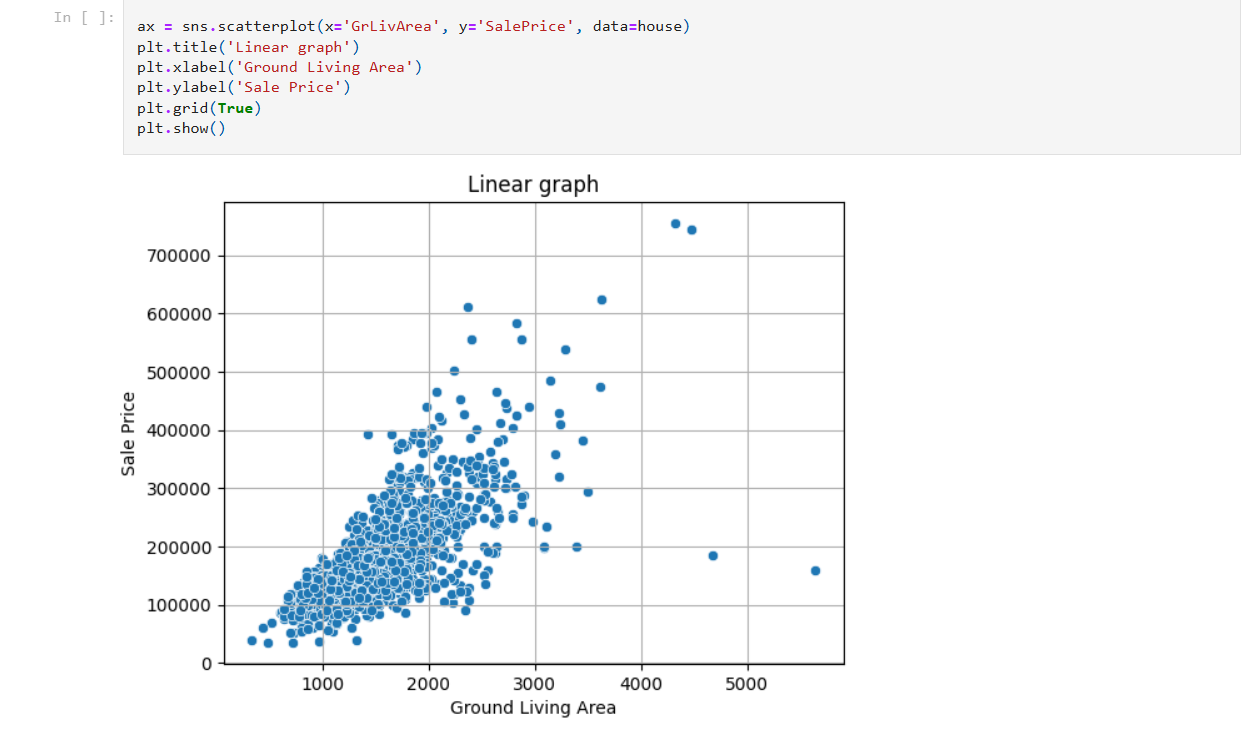 In [ ]:
ax = sns.scatterplot(x='GrLivArea', y='SalePrice', data=house)
plt.title('Linear graph')
plt.xlabel('Ground Living Area')
plt.ylabel('Sale Price')
plt.grid(True)
plt.show()
Linear graph
700000
600000
500000
400000
300000
200000
100000
0
Sale Price
1000 2000 3000 4000 5000
Ground Living Area